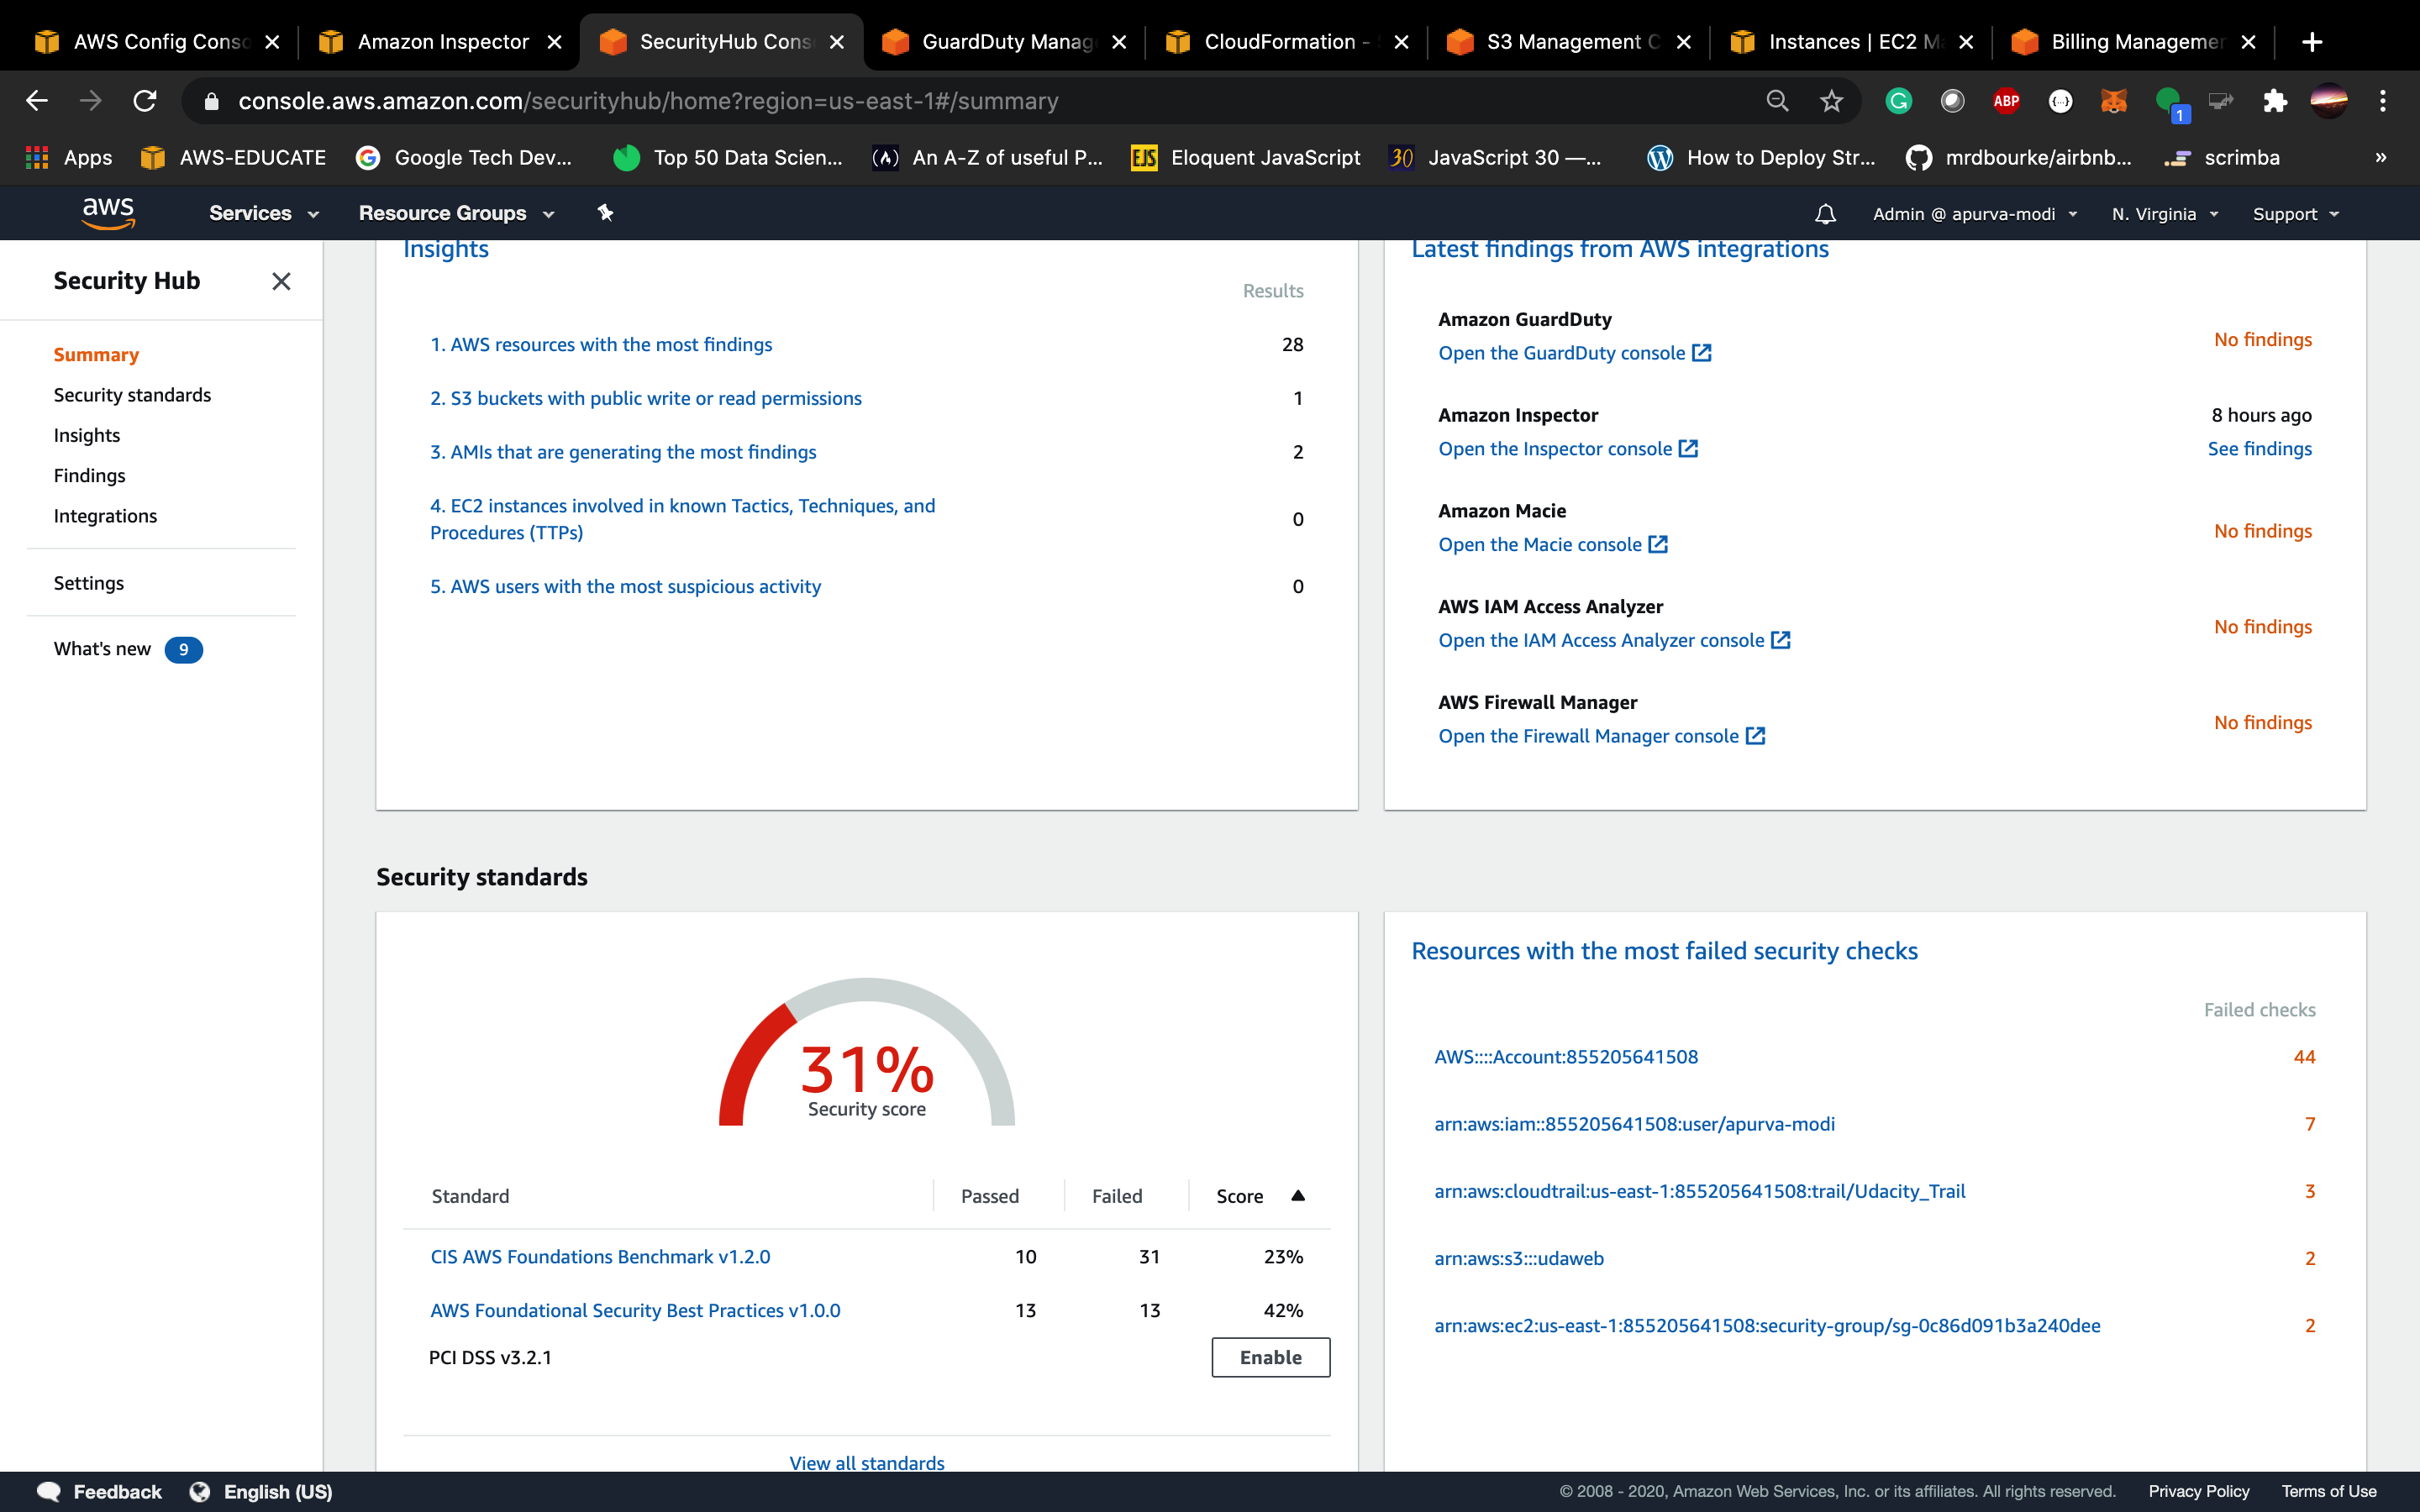 AWS Config Conso
Amazon Inspector
SecurityHub Cons
GuardDuty Manag
CloudFormation -
S3 Management C
Instances | EC2 Ma
Billing Managemen
console.aws.amazon.com/securityhub/home?region=us-east-1#/summary
ABP
1
Apps
AWS-EDUCATE
Google Tech Dev...
Top 50 Data Scien...
An A-Z of useful P...
EJS Eloquent JavaScript
30 JavaScript 30 —...
How to Deploy Str...
mrdbourke/airbnb...
scrimba
»
aws
Services
Resource Groups
Admin @ apurva-modi
N. Virginia
Support
Security Hub
Summary
Security standards
Insights
Findings
Integrations
Settings
What's new 9
Insights
Results
1. AWS resources with the most findings 28
2. S3 buckets with public write or read permissions 1
3. AMIs that are generating the most findings 2
4. EC2 instances involved in known Tactics, Techniques, and
Procedures (TTPs) 0
5. AWS users with the most suspicious activity 0
Latest findings from AWS integrations
Amazon GuardDuty
Open the GuardDuty console
No findings
Amazon Inspector
8 hours ago
Open the Inspector console
See findings
Amazon Macie
Open the Macie console
No findings
AWS IAM Access Analyzer
Open the IAM Access Analyzer console
No findings
AWS Firewall Manager
Open the Firewall Manager console
No findings
Security standards
31%
Security score
Standard Passed Failed Score
CIS AWS Foundations Benchmark v1.2.0 10 31 23%
AWS Foundational Security Best Practices v1.0.0 13 13 42%
PCI DSS v3.2.1 Enable
View all standards
Resources with the most failed security checks
Failed checks
AWS::::Account:855205641508 44
arn:aws:iam::855205641508:user/apurva-modi 7
arn:aws:cloudtrail:us-east-1:855205641508:trail/Udacity_Trail 3
arn:aws:s3:::udaweb 2
arn:aws:ec2:us-east-1:855205641508:security-group/sg-0c86d091b3a240dee 2
Feedback
English (US)
© 2008 - 2020, Amazon Web Services, Inc. or its affiliates. All rights reserved.
Privacy Policy
Terms of Use